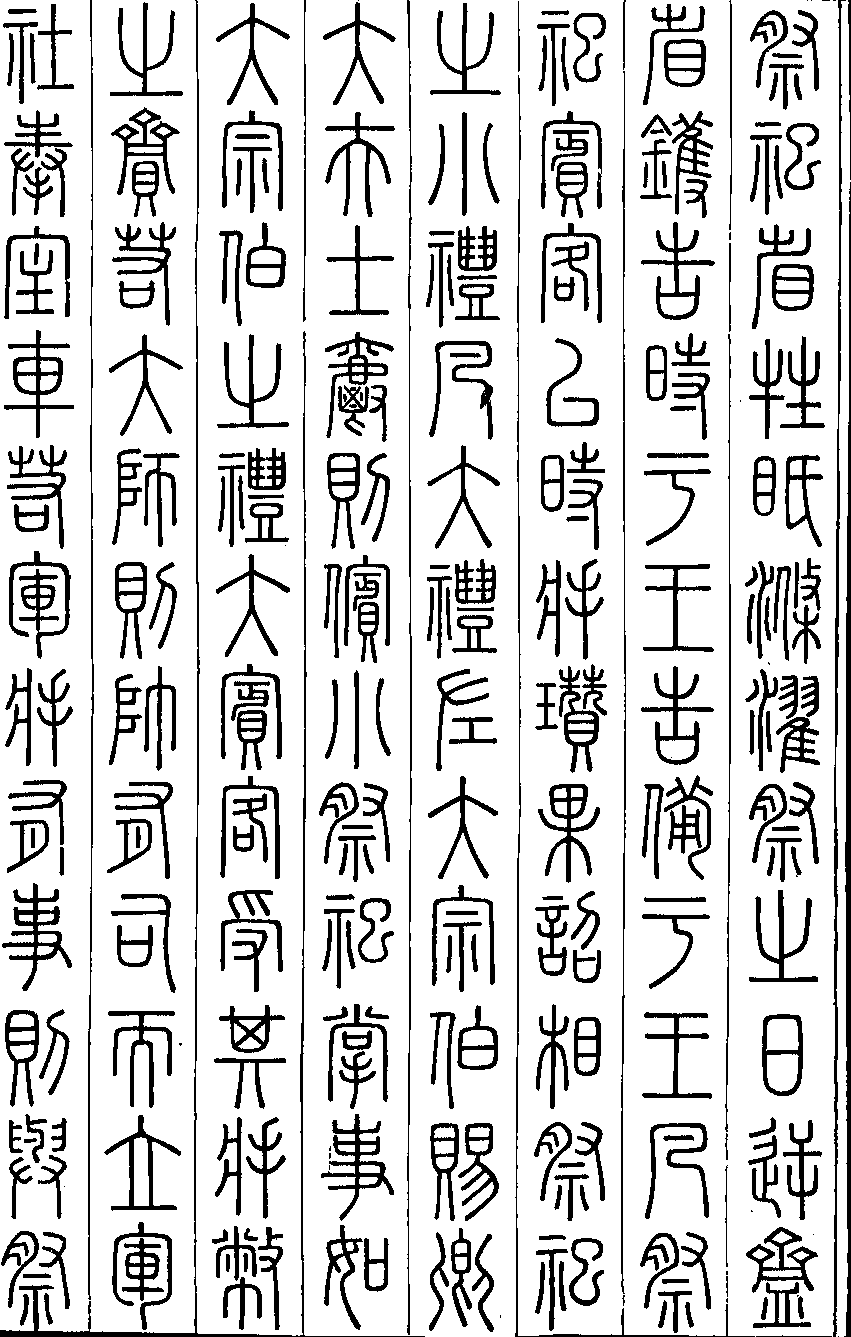 祭祀省牲眡滌濯祭之日逆齍
省鑊告時于王告備于王凡祭
祀賓客以時將瓚果詔相祭祀
之小禮凡大禮左大宗伯賜卿
大夫士爵則儐小祭祀掌事如
大宗伯之禮大賓客受其將幣
之齎若大師則帥有司而立軍
社奉宔車若軍將有事則與祭